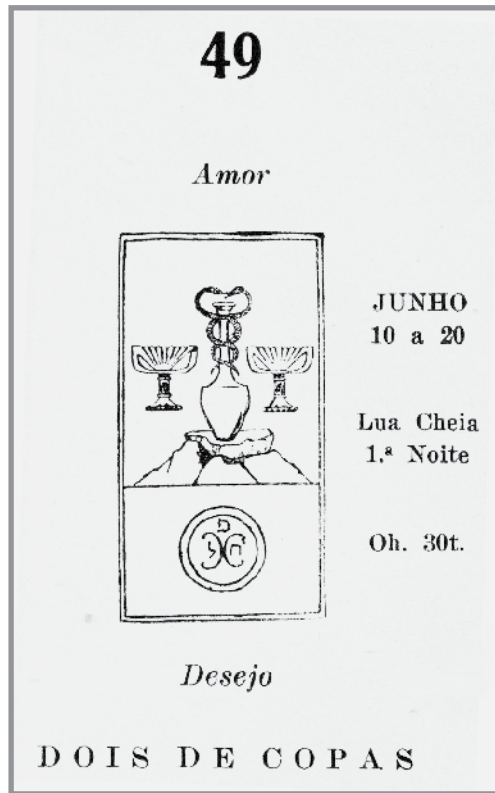 49
Amor
JUNHO
10 a 20
Lua Cheia
1.ª Noite
Oh. 30t.
Desejo
DOIS DE COPAS